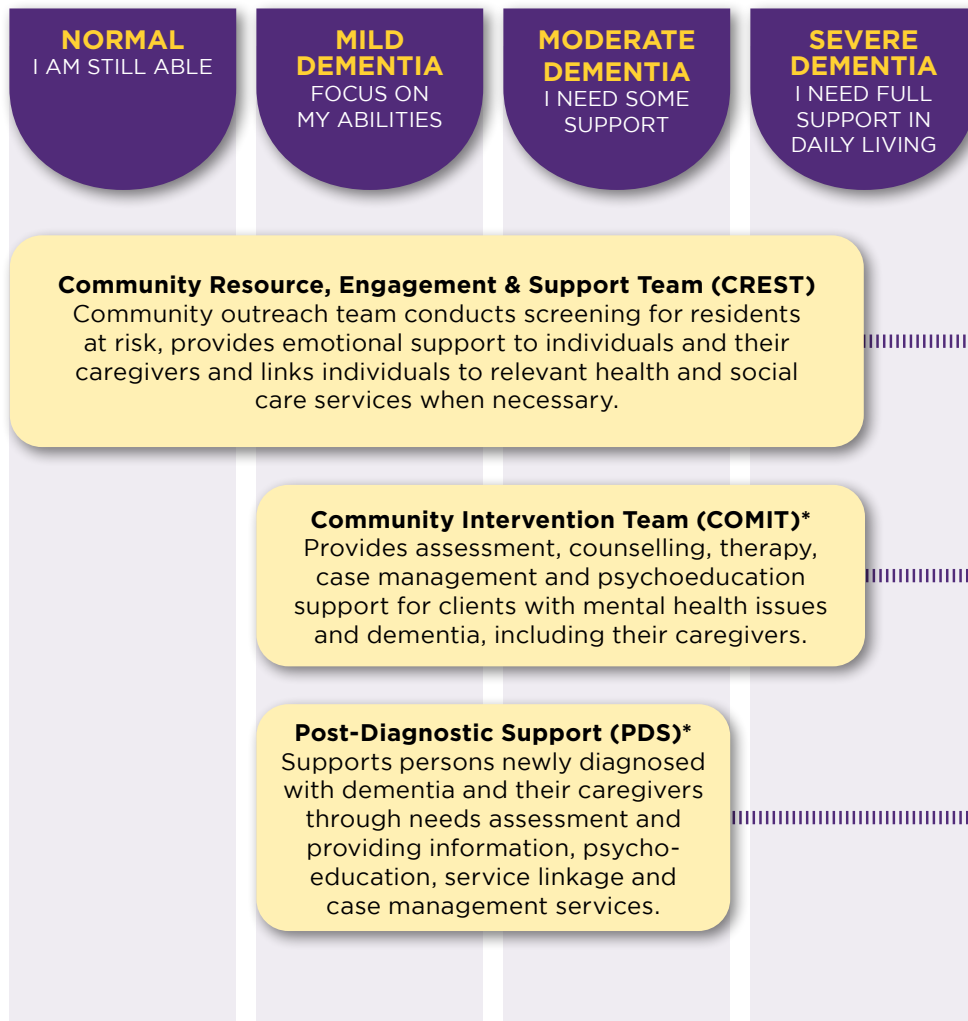 NORMAL
I AM STILL ABLE
MILD
DEMENTIA
FOCUS ON
MY ABILITIES
MODERATE
DEMENTIA
I NEED SOME
SUPPORT
SEVERE
DEMENTIA
I NEED FULL
SUPPORT IN
DAILY LIVING
Community Resource, Engagement & Support Team (CREST)
Community outreach team conducts screening for residents
at risk, provides emotional support to individuals and their
caregivers and links individuals to relevant health and social
care services when necessary.
Community Intervention Team (COMIT)*
Provides assessment, counselling, therapy,
case management and psychoeducation
support for clients with mental health issues
and dementia, including their caregivers.
Post-Diagnostic Support (PDS)*
Supports persons newly diagnosed
with dementia and their caregivers
through needs assessment and
providing information, psycho-
education, service linkage and
case management services.